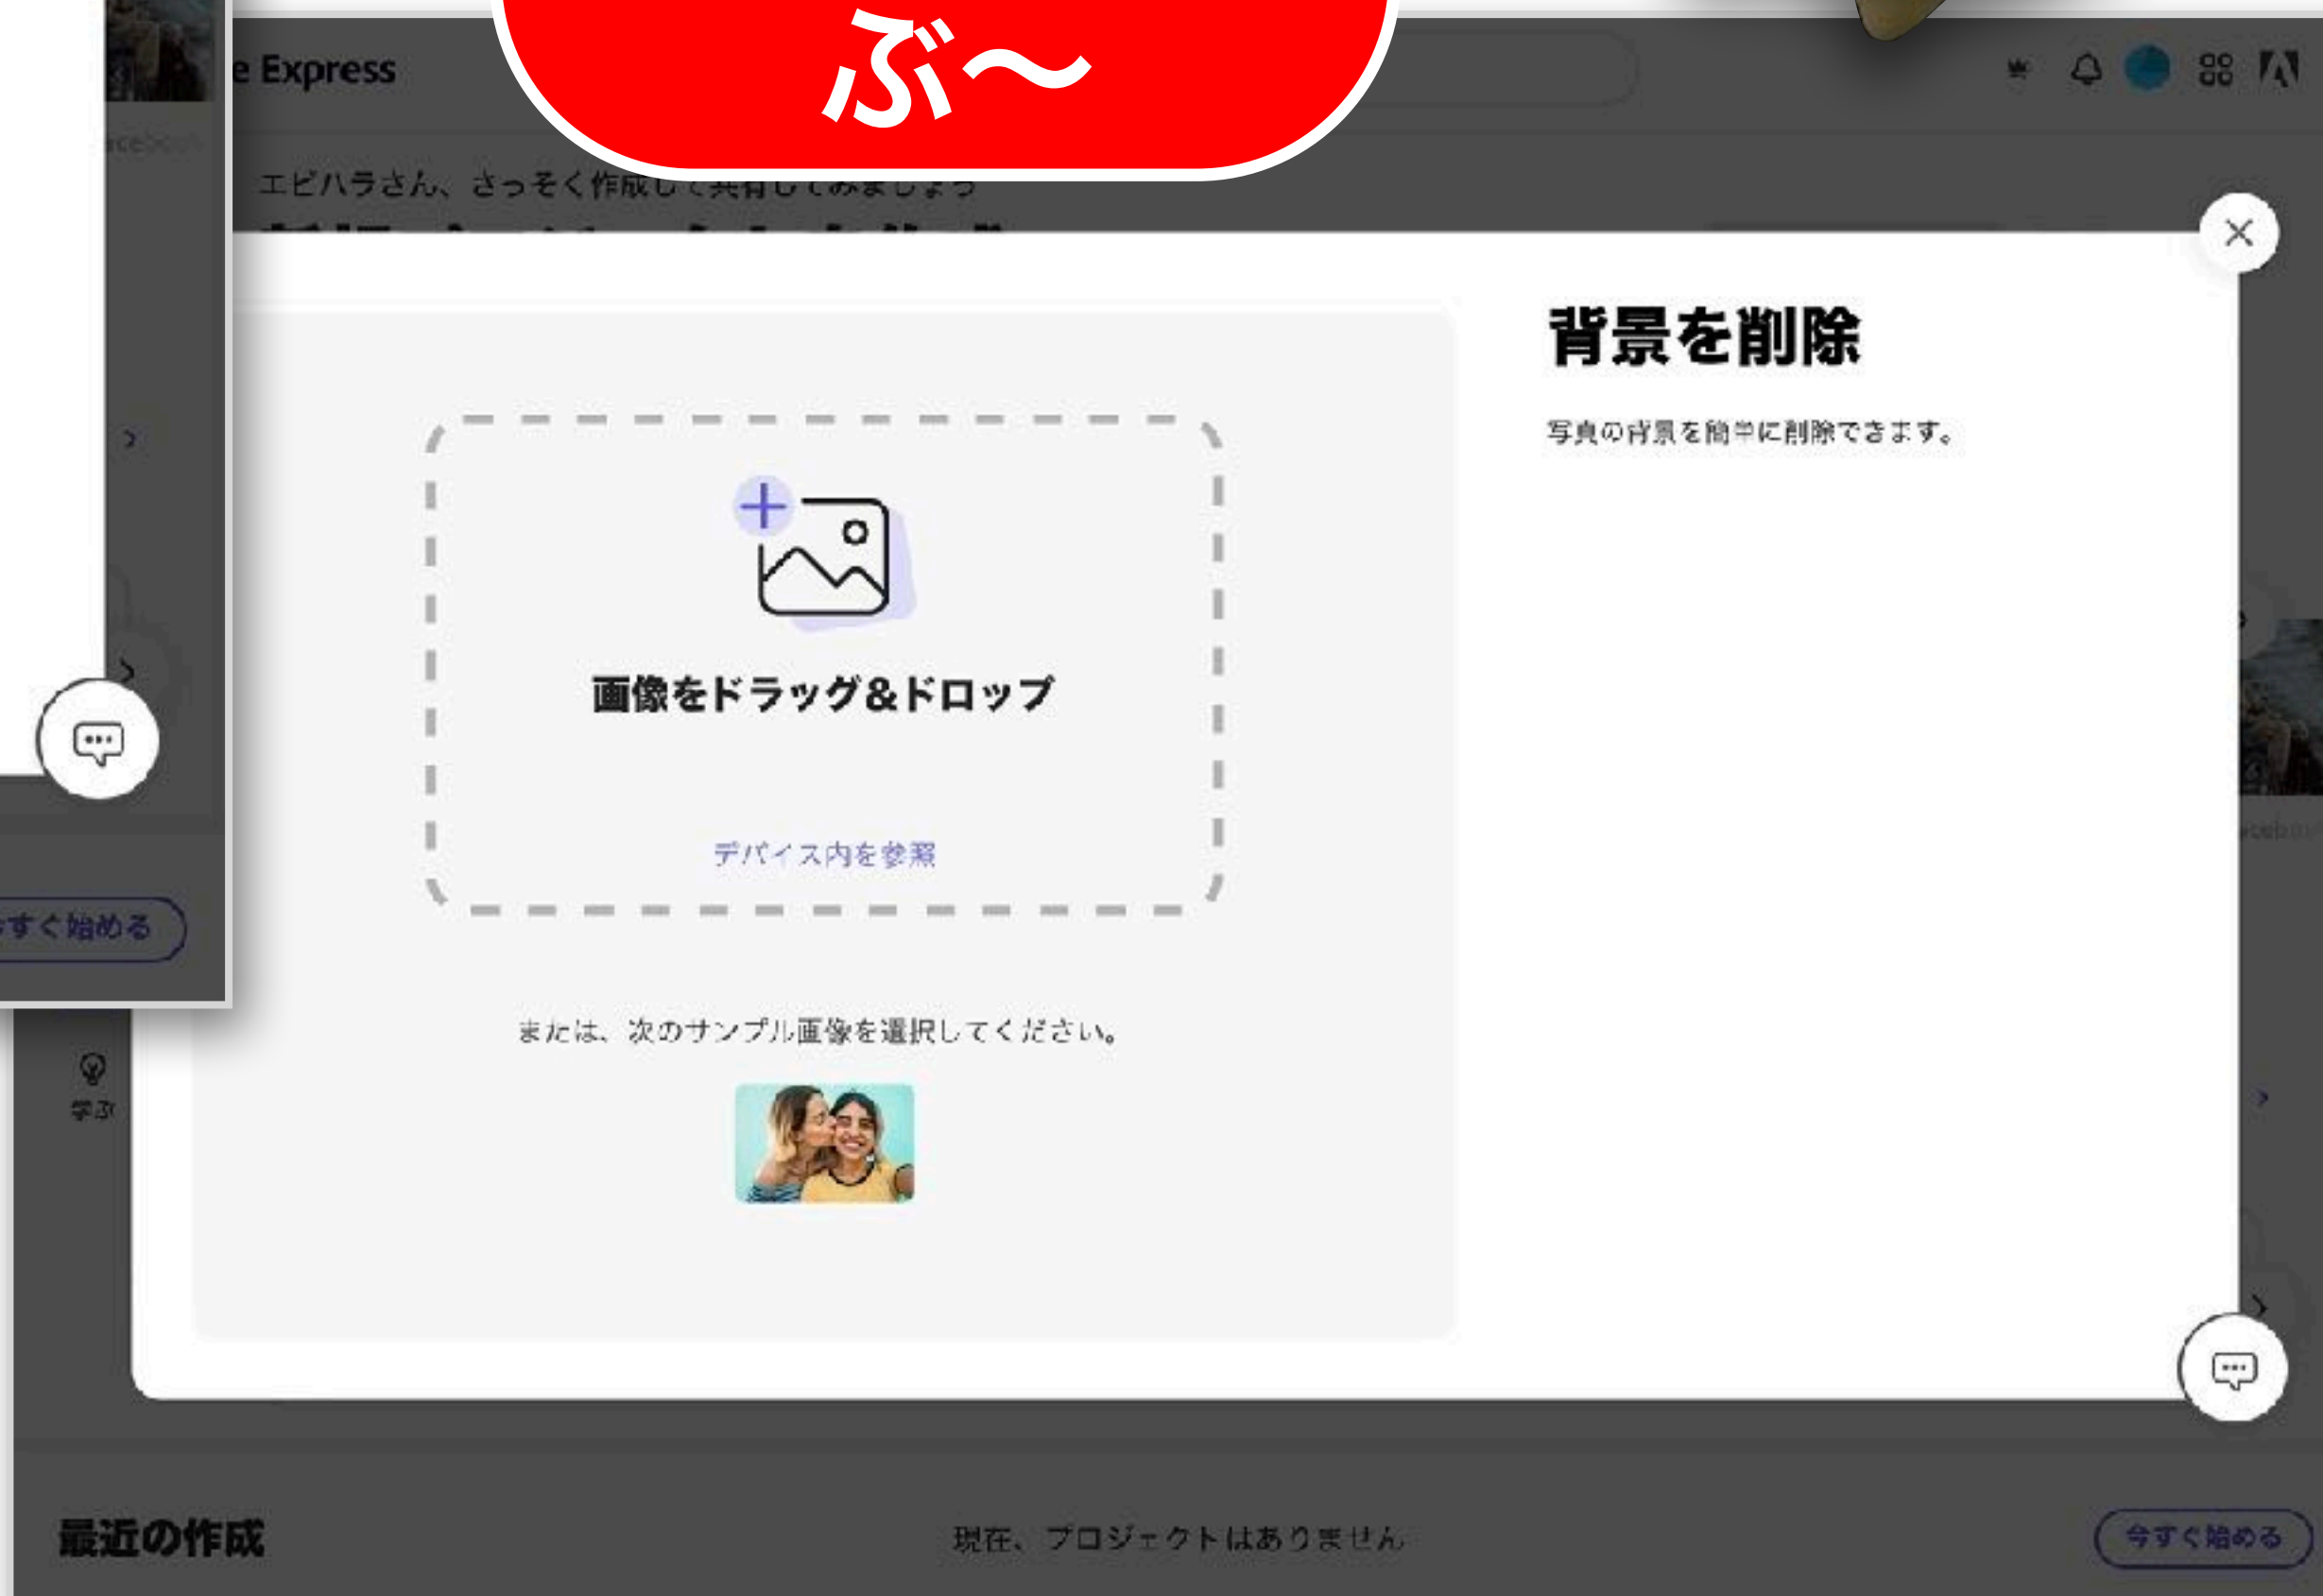 ぶ〜
e Express
エビハラさん、さっそく作成して共有してみましょう
背景を削除
写真の背景を簡単に削除できます。
画像をドラッグ&ドロップ
デバイス内を参照
すぐ始める
または、次のサンプル画像を選択してください。
学ぶ
最近の作成
現在、プロジェクトはありません
今すぐ始める